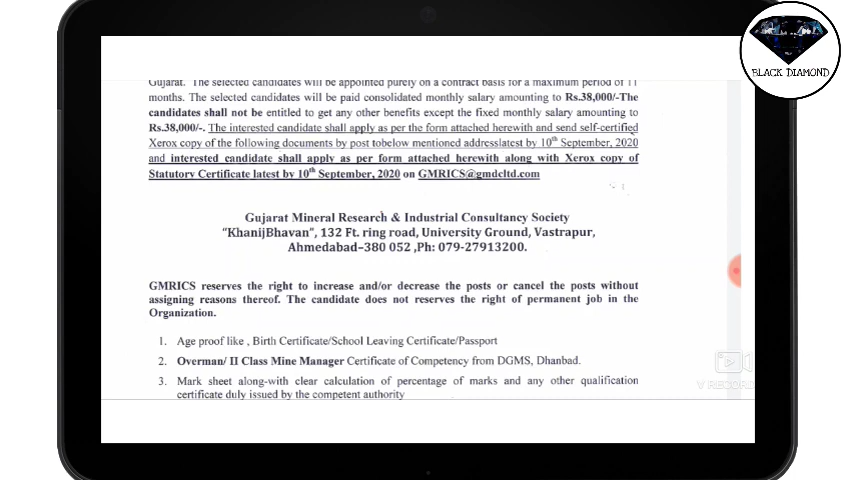 BLACK DIAMOND
Gujarat. The selected candidates will be appointed purely on a contract basis for a maximum period of 11
months. The selected candidates will be paid consolidated monthly salary amounting to Rs.38,000/-The
candidates shall not be entitled to get any other benefits except the fixed monthly salary amounting to
Rs.38,000/-. The interested candidate shall apply as per the form attached herewith and send self-certified
Xerox copy of the following documents by post tobelow mentioned addresslatest by 10th September, 2020
and interested candidate shall apply as per form attached herewith along with Xerox copy of
Statutory Certificate latest by 10th September, 2020 on GMRICS@gmdcltd.com
Gujarat Mineral Research & Industrial Consultancy Society
"KhanijBhavan", 132 Ft. ring road, University Ground, Vastrapur,
Ahmedabad–380 052 ,Ph: 079-27913200.
GMRICS reserves the right to increase and/or decrease the posts or cancel the posts without
assigning reasons thereof. The candidate does not reserves the right of permanent job in the
Organization.
1. Age proof like , Birth Certificate/School Leaving Certificate/Passport
2. Overman/ II Class Mine Manager Certificate of Competency from DGMS, Dhanbad.
3. Mark sheet along-with clear calculation of percentage of marks and any other qualification
certificate duly issued by the competent authority
V RECORD